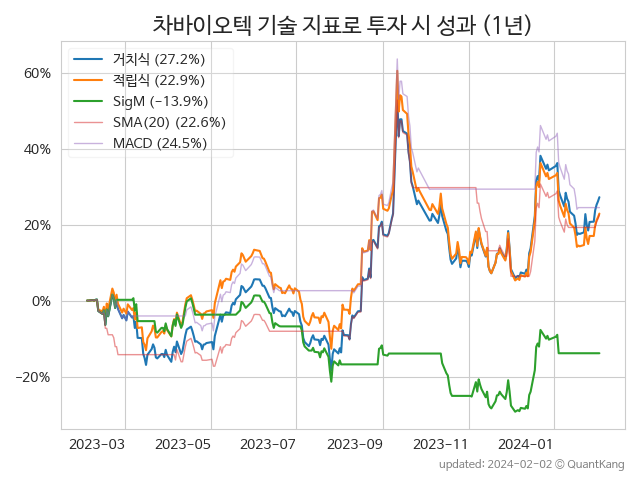 차바이오텍 기술 지표로 투자 시 성과 (1년)
거치식 (27.2%)
적립식 (22.9%)
SigM (−13.9%)
SMA(20) (22.6%)
MACD (24.5%)
60%
40%
20%
0%
−20%
2023-03 2023-05 2023-07 2023-09 2023-11 2024-01
updated: 2024-02-02 © QuantKang